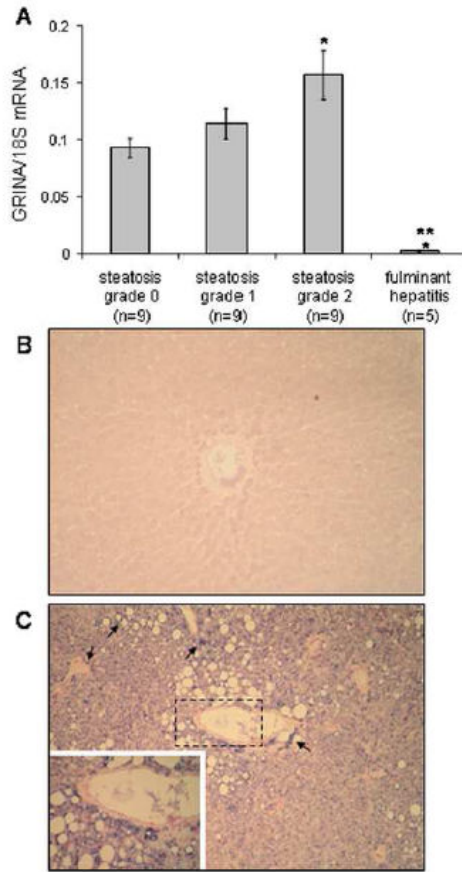 A
0.2
0.15
0.1
0.05
0
GRINA/18S mRNA
*
**
*
steatosis steatosis steatosis fulminant
grade 0 grade 1 grade 2 hepatitis
(n=9) (n=9) (n=9) (n=5)
B
C